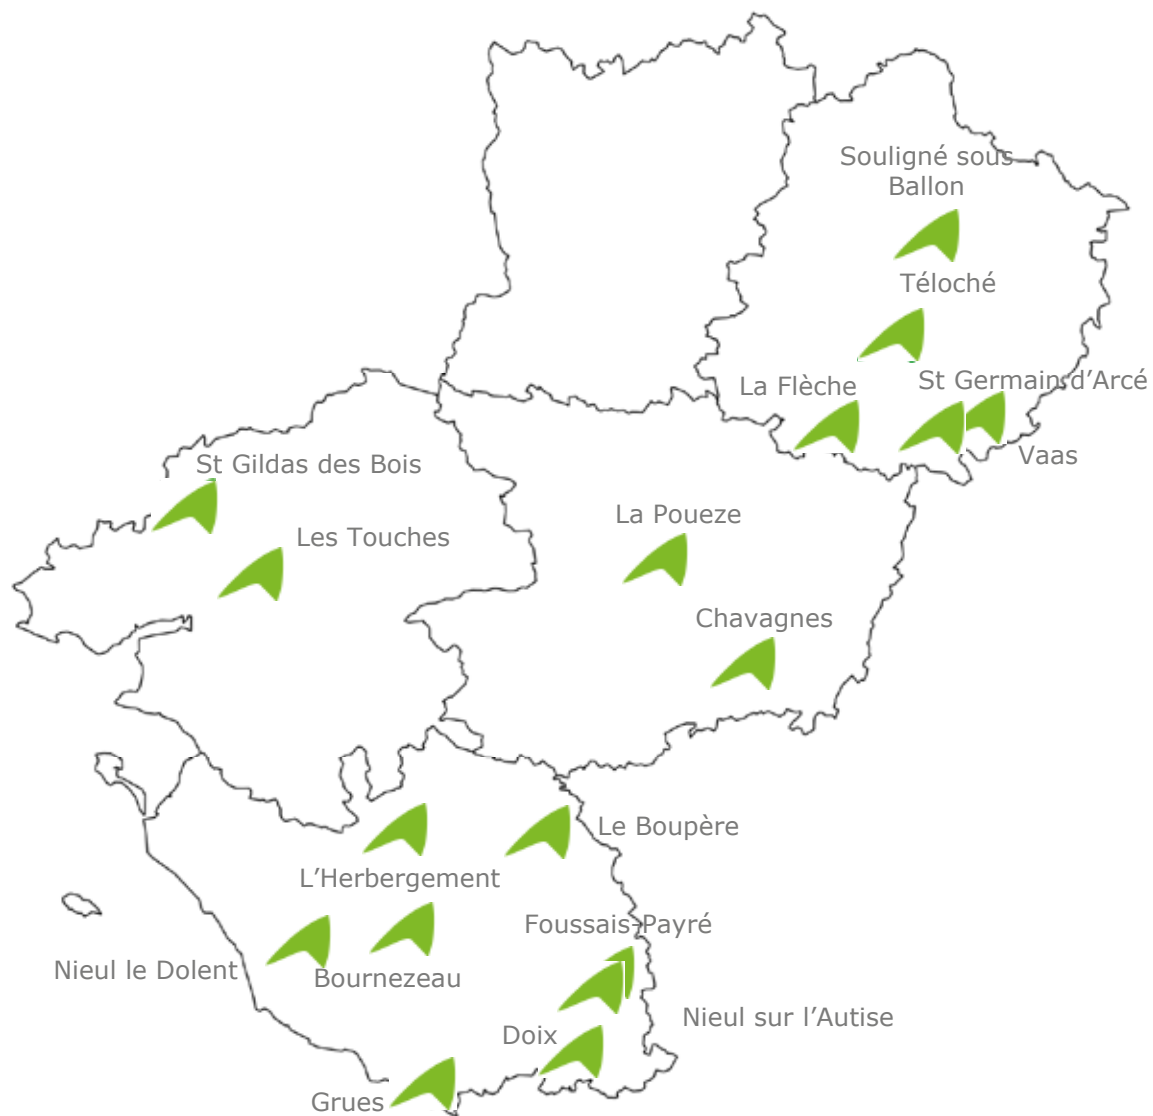 Souligné sous
Ballon
Téloché
La Flèche
St Germain d'Arcé
Vaas
St Gildas des Bois
Les Touches
La Poueze
Chavagnes
Le Boupère
L'Herbergement
Foussais-Payré
Nieul le Dolent
Bournezeau
Nieul sur l'Autise
Doix
Grues